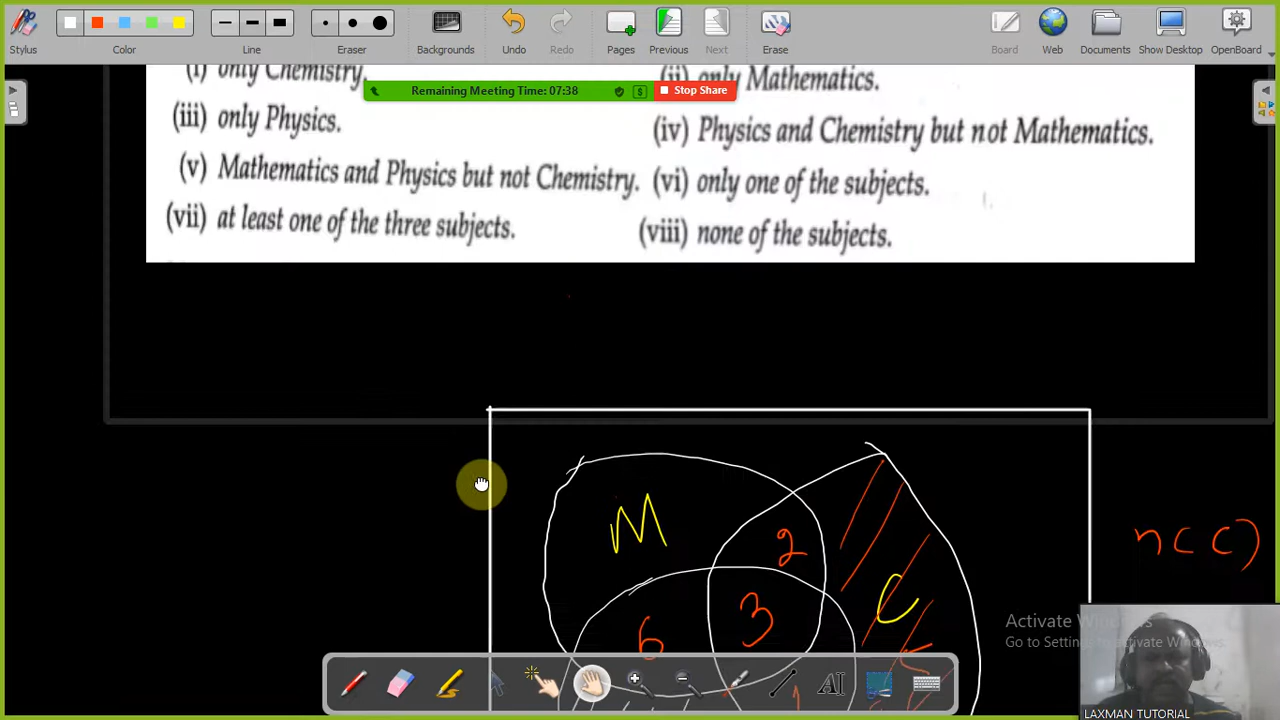 Stylus
Color
Line
Eraser
Backgrounds
Undo
Redo
Pages
Previous
Next
Erase
Board
Web
Documents
Show Desktop
OpenBoard
(i) only Chemistry.
(ii) only Mathematics.
Remaining Meeting Time: 07:38
$
Stop Share
(iii) only Physics.
(iv) Physics and Chemistry but not Mathematics.
(v) Mathematics and Physics but not Chemistry.
(vi) only one of the subjects.
(vii) at least one of the three subjects.
(viii) none of the subjects.
M
2
n(C)
C
3
6
Activate Windows
Go to Settings to activate Windows.
1
AI
LAXMAN TUTORIAL